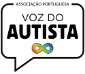 ASSOCIAÇÃO PORTUGUESA
VOZ DO
AUTISTA